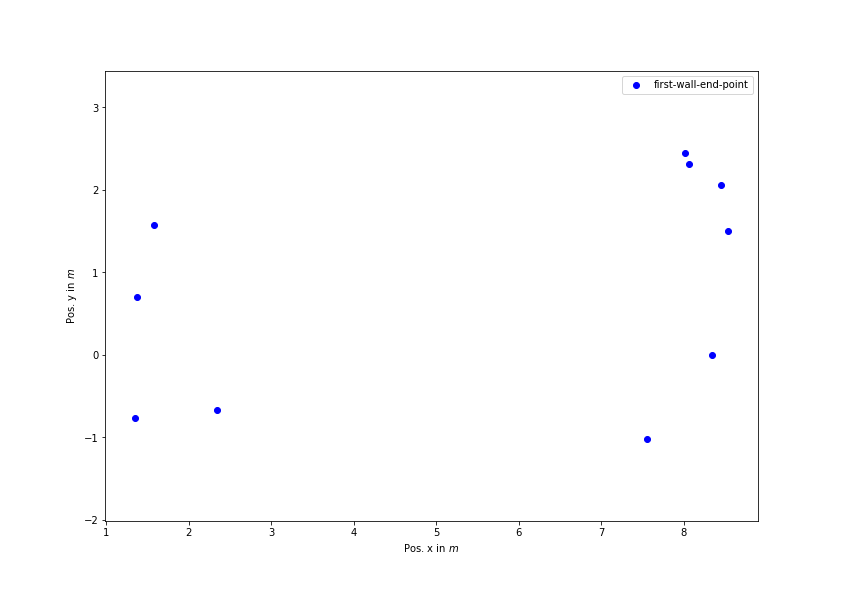 first-wall-end-point
Pos. y in m
3
2
1
0
−1
−2
1 2 3 4 5 6 7 8
Pos. x in m